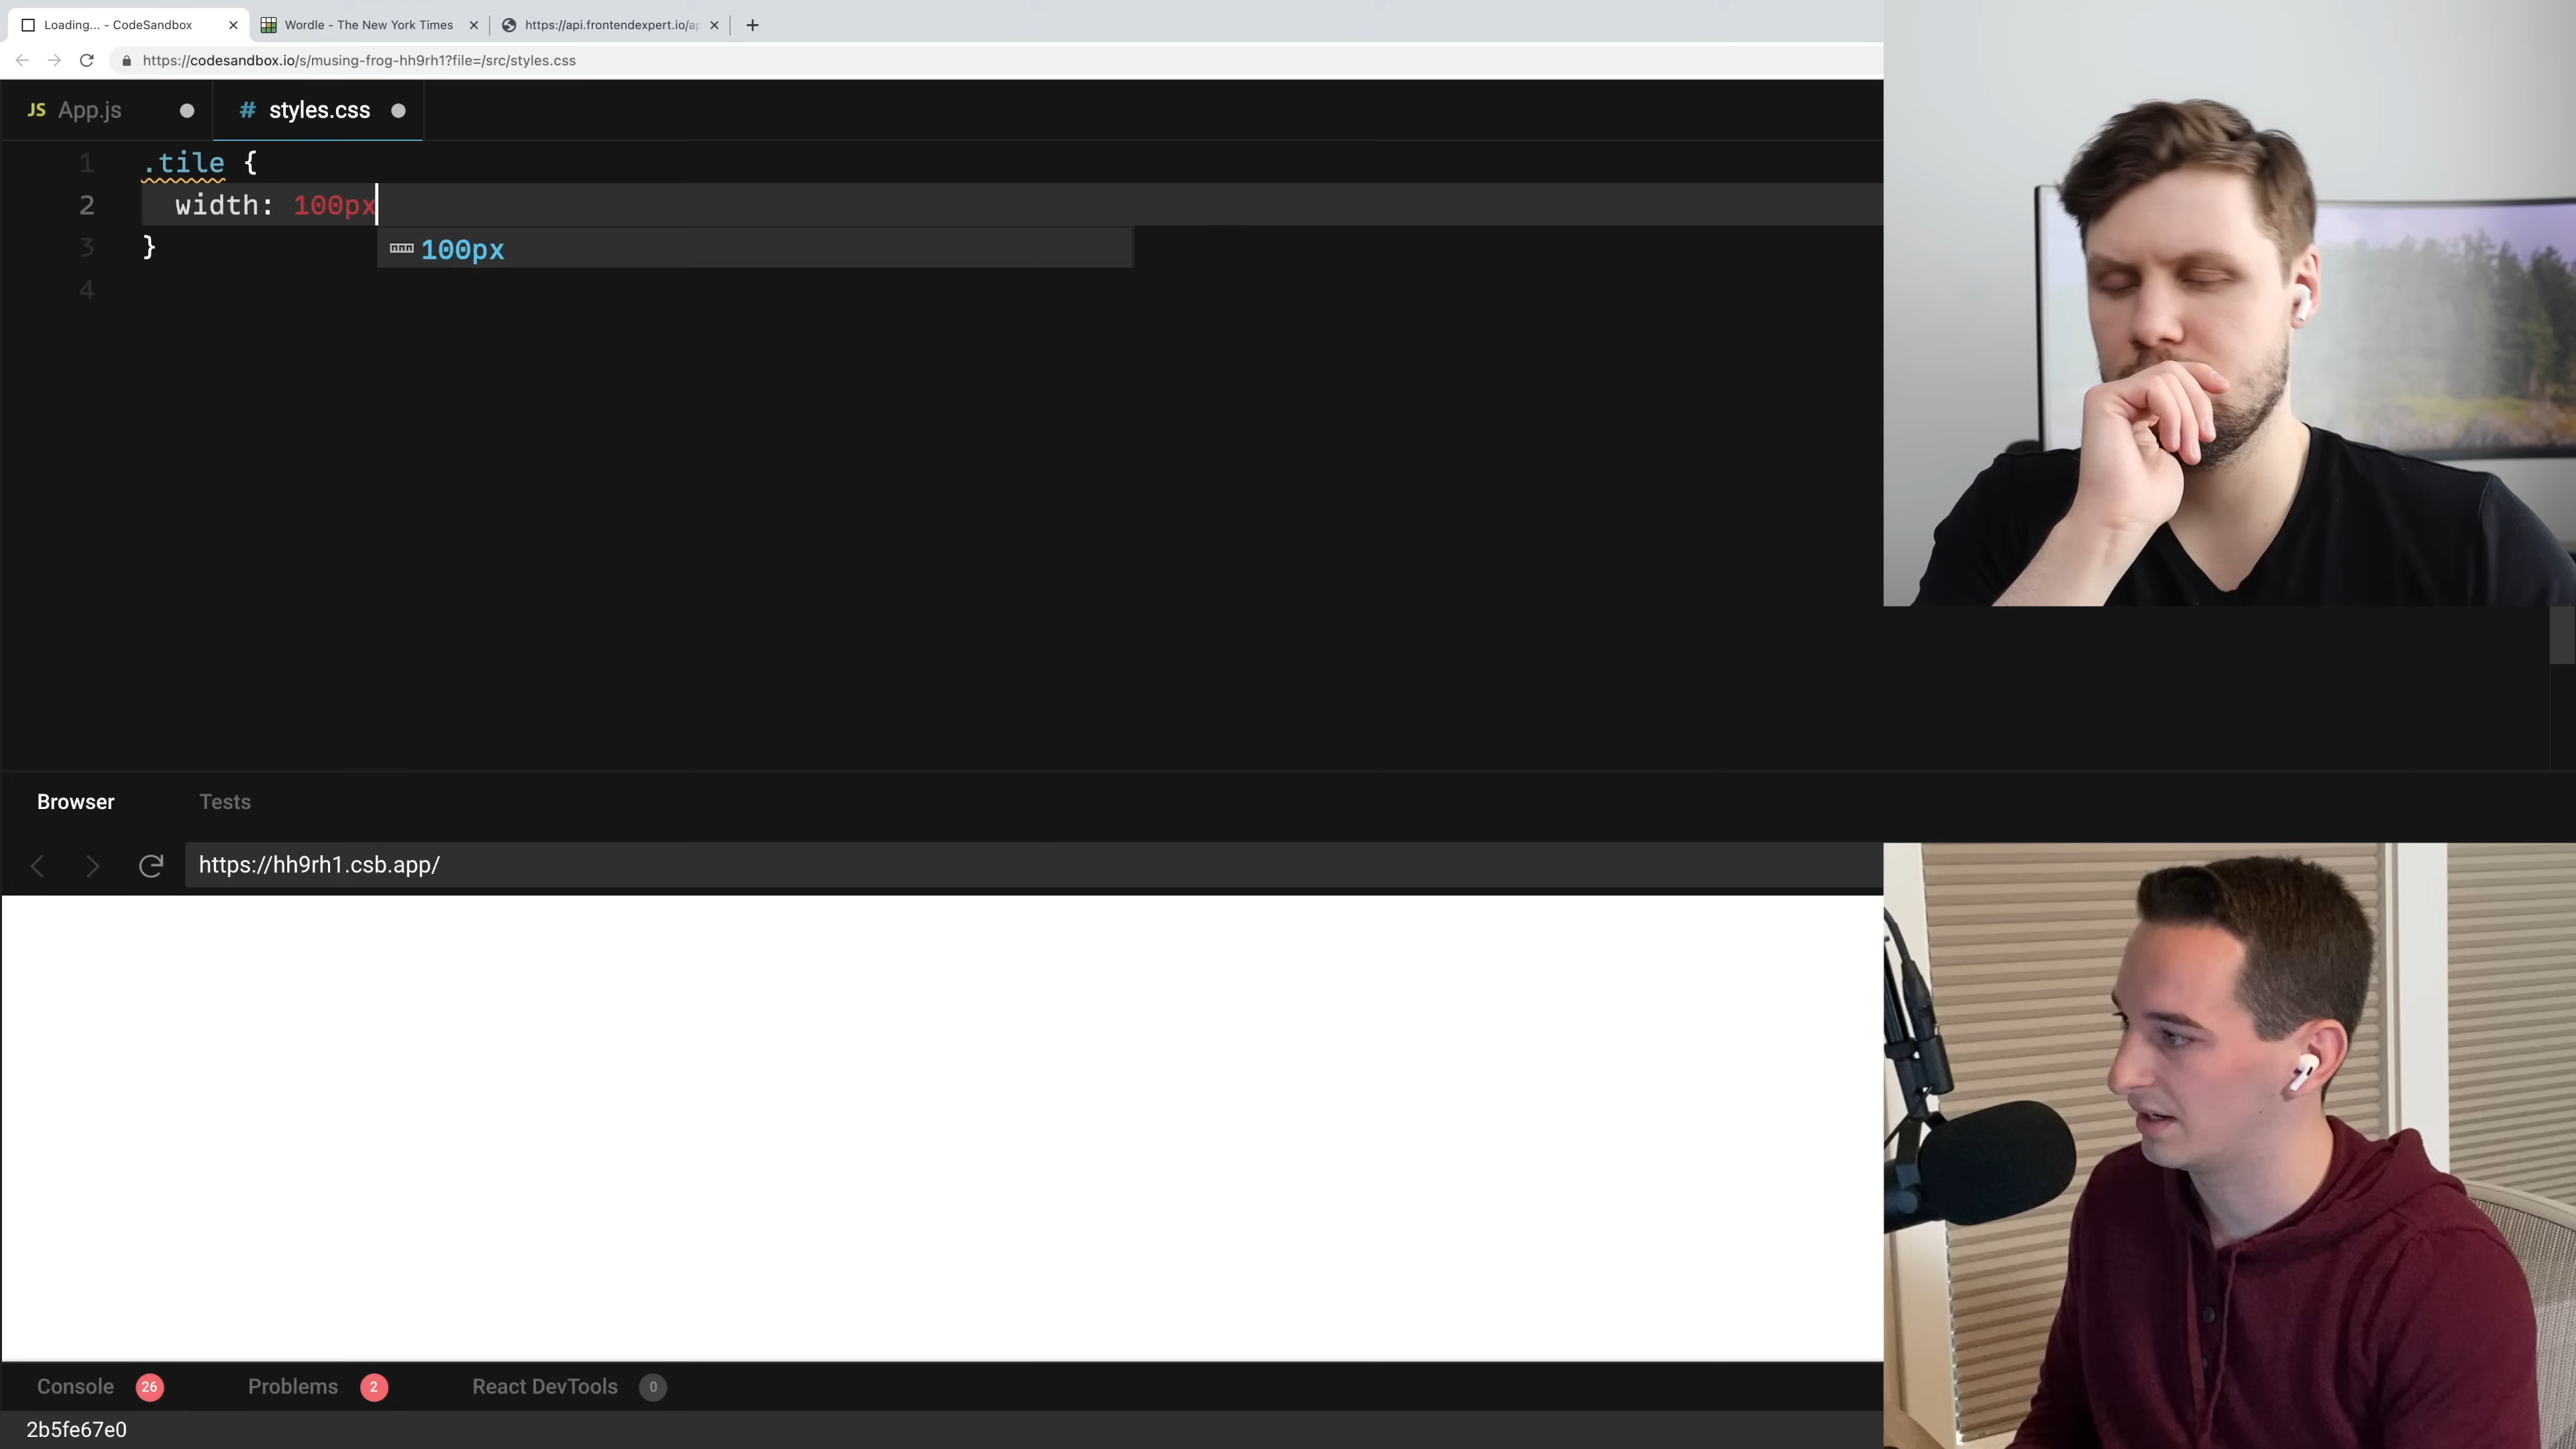 Loading... - CodeSandbox
Wordle - The New York Times
https://api.frontendexpert.io/a
https://codesandbox.io/s/musing-frog-hh9rh1?file=/src/styles.css
JS App.js
# styles.css
1 .tile {
2 width: 100px
100px
3 }
4
Browser Tests
https://hh9rh1.csb.app/
Console 26 Problems 2 React DevTools 0
2b5fe67e0